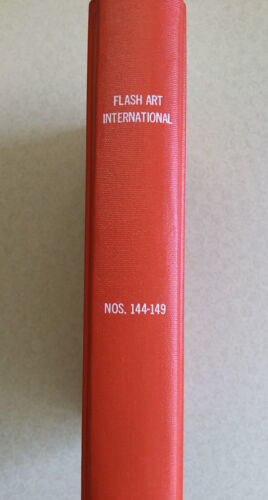 FLASH ART
INTERNATIONAL
NOS. 144-149